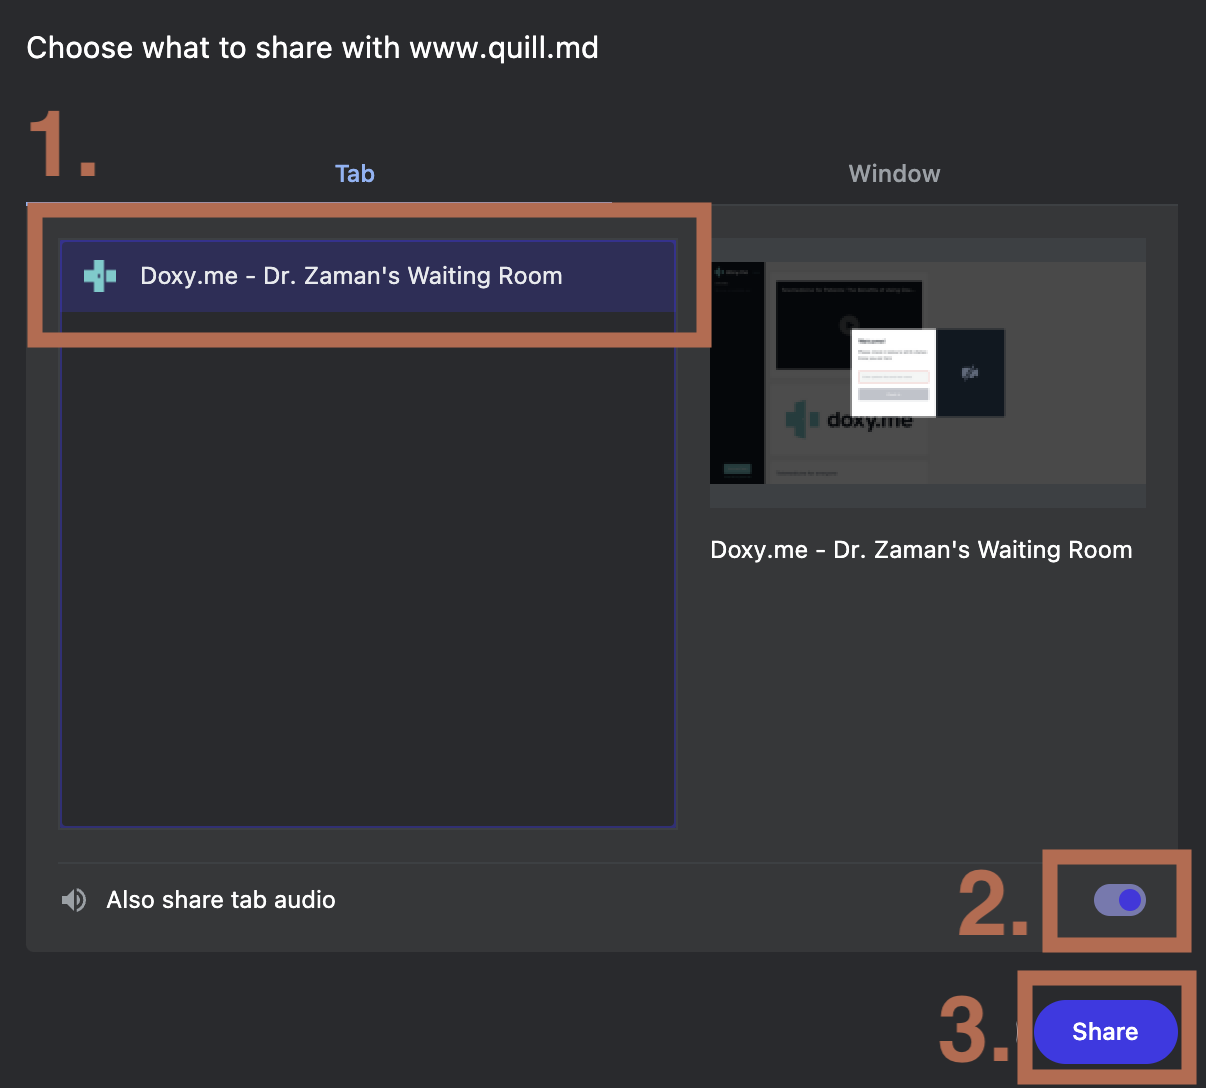 Choose what to share with www.quill.md
1.
Tab
Window
Doxy.me - Dr. Zaman's Waiting Room
Welcome!
doxy.me
Doxy.me - Dr. Zaman's Waiting Room
Also share tab audio
2.
3.
Share